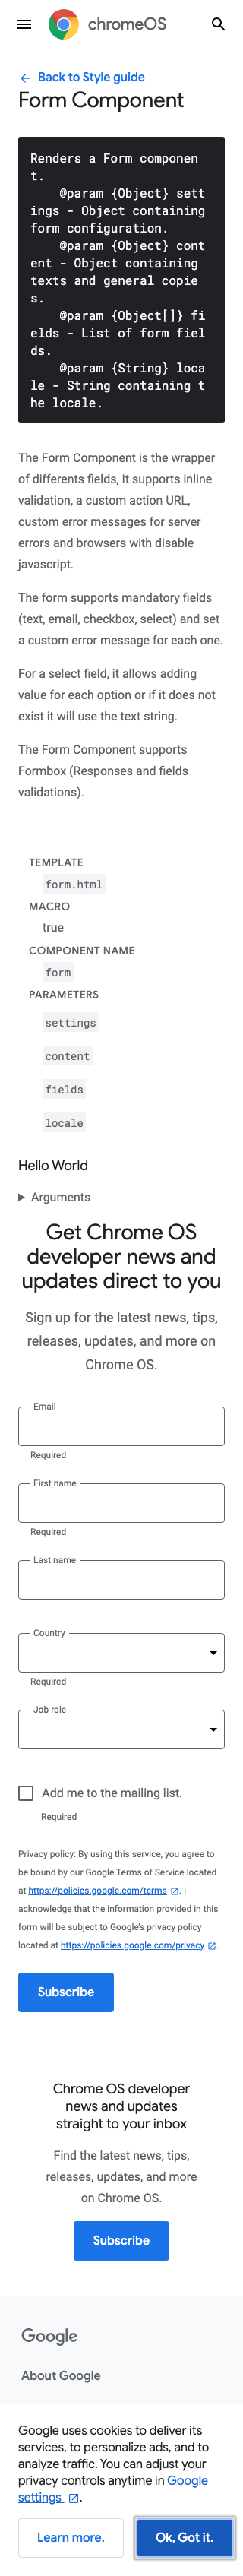 chromeOS
Back to Style guide
Form Component
Renders a Form componen
t.
@param {Object} sett
ings - Object containing
form configuration.
@param {Object} cont
ent - Object containing
texts and general copie
s.
@param {Object[]} fi
elds - List of form fiel
ds.
@param {String} loca
le - String containing t
he locale.
The Form Component is the wrapper
of differents fields, It supports inline
validation, a custom action URL,
custom error messages for server
errors and browsers with disable
javascript.
The form supports mandatory fields
(text, email, checkbox, select) and set
a custom error message for each one.
For a select field, it allows adding
value for each option or if it does not
exist it will use the text string.
The Form Component supports
Formbox (Responses and fields
validations).
TEMPLATE
form.html
MACRO
true
COMPONENT NAME
form
PARAMETERS
settings
content
fields
locale
Hello World
Arguments
Get Chrome OS
developer news and
updates direct to you
Sign up for the latest news, tips,
releases, updates, and more on
Chrome OS.
Email
Required
First name
Required
Last name
Country
Required
Job role
Add me to the mailing list.
Required
Privacy policy: By using this service, you agree to
be bound by our Google Terms of Service located
at https://policies.google.com/terms . I
acknowledge that the information provided in this
form will be subject to Google's privacy policy
located at https://policies.google.com/privacy .
Subscribe
Chrome OS developer
news and updates
straight to your inbox
Find the latest news, tips,
releases, updates, and more
on Chrome OS.
Subscribe
Google
About Google
Google uses cookies to deliver its
services, to personalize ads, and to
analyze traffic. You can adjust your
privacy controls anytime in Google
settings .
Learn more.
Ok, Got it.